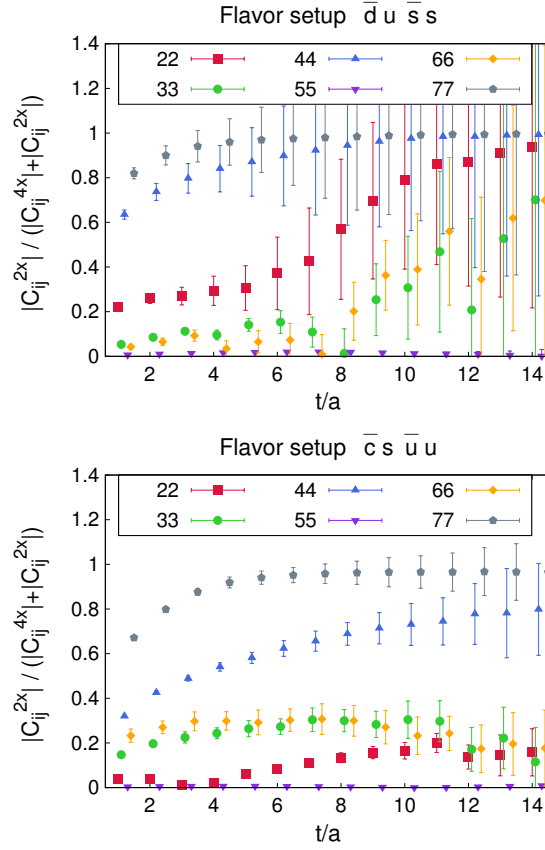 Flavor setup d̅ u s̅ s
22 44 66
33 55 77
1.4
1.2
1
0.8
0.6
0.4
0.2
0
|C_ij^2x| / (|C_ij^4x|+|C_ij^2x|)
2 4 6 8 10 12 14
t/a
Flavor setup c̅ s u̅ u
22 44 66
33 55 77
1.4
1.2
1
0.8
0.6
0.4
0.2
0
|C_ij^2x| / (|C_ij^4x|+|C_ij^2x|)
2 4 6 8 10 12 14
t/a